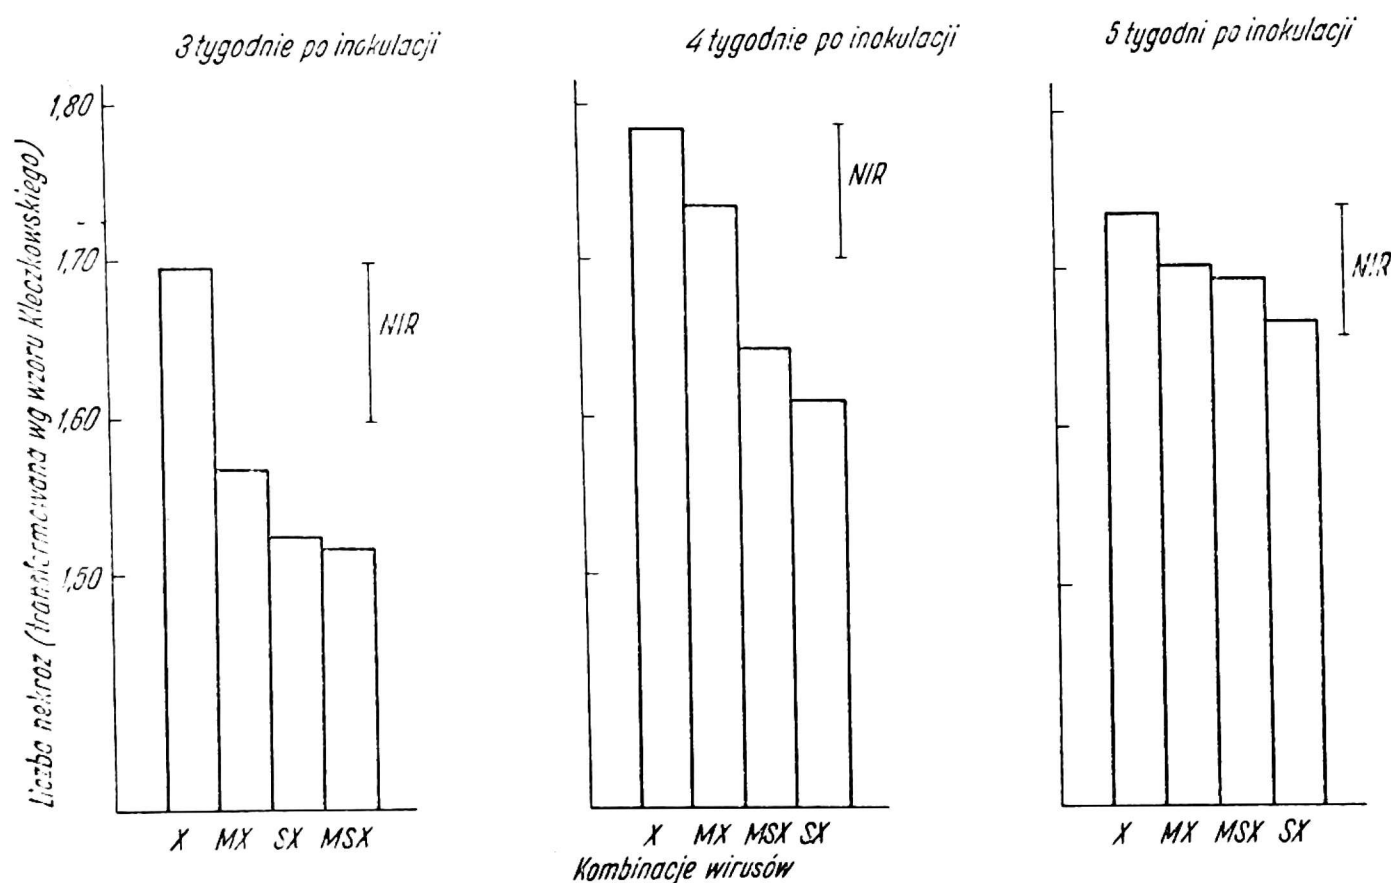 3 tygodnie po inokulacji
4 tygodnie po inokulacji
5 tygodni po inokulacji
Liczba nekroz (transformowana wg wzoru Kleczkowskiego)
1,80
1,70
1,60
1,50
NIR
NIR
NIR
X MX SX MSX
X MX MSX SX
X MX MSX SX
Kombinacje wirusów